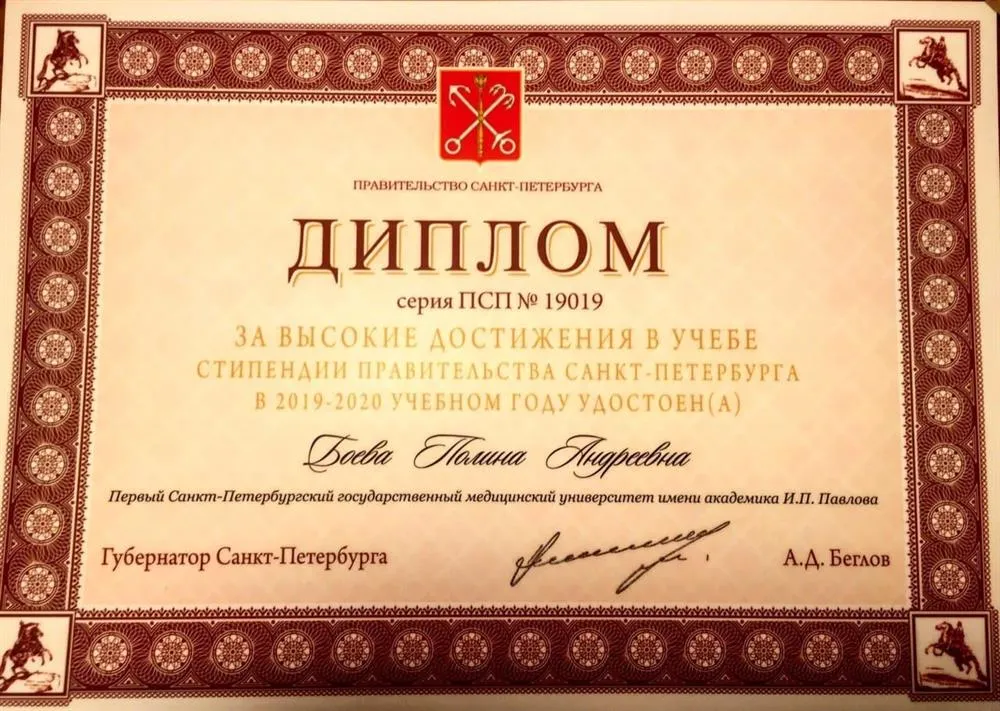 ПРАВИТЕЛЬСТВО САНКТ-ПЕТЕРБУРГА
ДИПЛОМ
серия ПСП № 19019
ЗА ВЫСОКИЕ ДОСТИЖЕНИЯ В УЧЕБЕ
СТИПЕНДИИ ПРАВИТЕЛЬСТВА САНКТ-ПЕТЕРБУРГА
В 2019-2020 УЧЕБНОМ ГОДУ УДОСТОЕН(А)
Боева Полина Андреевна
Первый Санкт-Петербургский государственный медицинский университет имени академика И.П. Павлова
Губернатор Санкт-Петербурга А.Д. Беглов